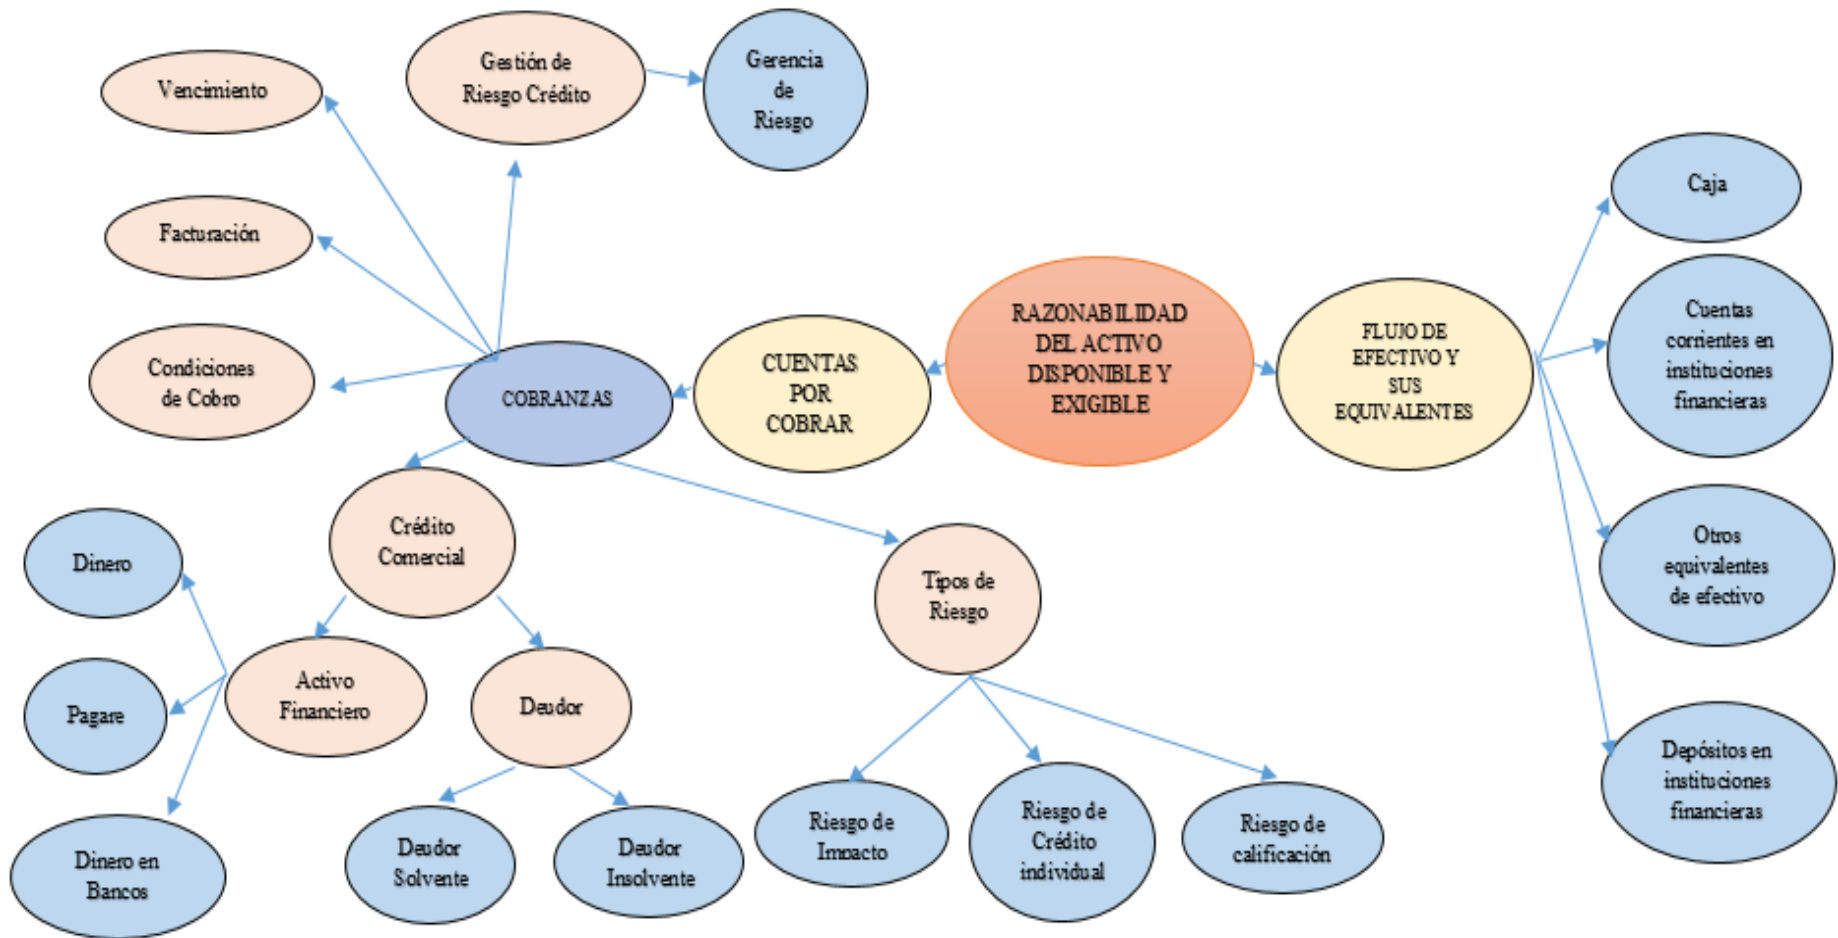 Vencimiento
Gestión de
Riesgo Crédito
Gerencia
de
Riesgo
Facturación
Condiciones
de Cobro
COBRANZAS
CUENTAS
POR
COBRAR
RAZONABILIDAD
DEL ACTIVO
DISPONIBLE Y
EXIGIBLE
FLUJO DE
EFECTIVO Y
SUS
EQUIVALENTES
Caja
Cuentas
corrientes en
instituciones
financieras
Otros
equivalentes
de efectivo
Depósitos en
instituciones
financieras
Crédito
Comercial
Tipos de
Riesgo
Dinero
Pagare
Dinero en
Bancos
Activo
Financiero
Deudor
Deudor
Solvente
Deudor
Insolvente
Riesgo de
Impacto
Riesgo de
Crédito
individual
Riesgo de
calificación